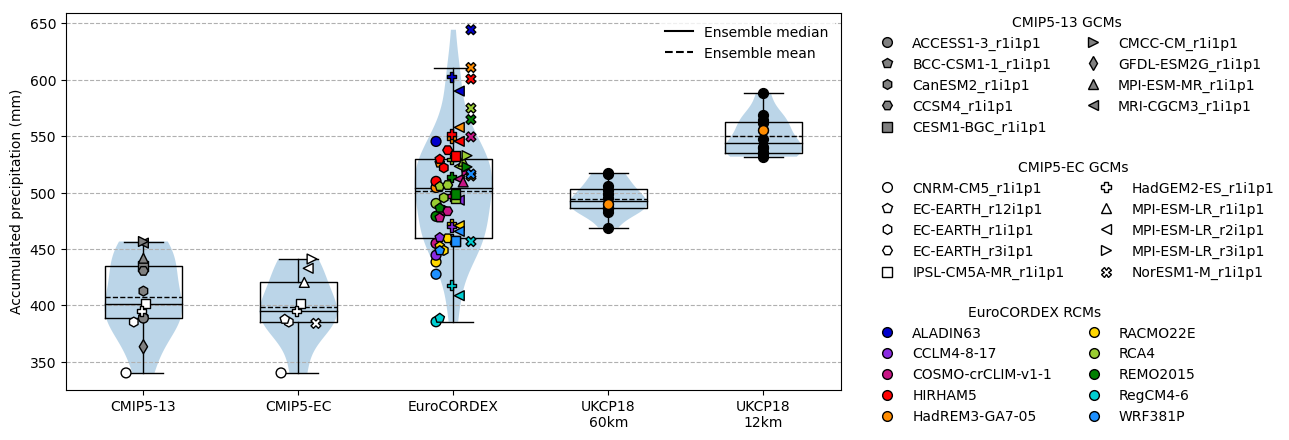 Accumulated precipitation (mm)
650
600
550
500
450
400
350
Ensemble median
Ensemble mean
CMIP5-13
CMIP5-EC
EuroCORDEX
UKCP18
60km
UKCP18
12km
CMIP5-13 GCMs
ACCESS1-3_r1i1p1
BCC-CSM1-1_r1i1p1
CanESM2_r1i1p1
CCSM4_r1i1p1
CESM1-BGC_r1i1p1
CMCC-CM_r1i1p1
GFDL-ESM2G_r1i1p1
MPI-ESM-MR_r1i1p1
MRI-CGCM3_r1i1p1
CMIP5-EC GCMs
CNRM-CM5_r1i1p1
EC-EARTH_r12i1p1
EC-EARTH_r1i1p1
EC-EARTH_r3i1p1
IPSL-CM5A-MR_r1i1p1
HadGEM2-ES_r1i1p1
MPI-ESM-LR_r1i1p1
MPI-ESM-LR_r2i1p1
MPI-ESM-LR_r3i1p1
NorESM1-M_r1i1p1
EuroCORDEX RCMs
ALADIN63
CCLM4-8-17
COSMO-crCLIM-v1-1
HIRHAM5
HadREM3-GA7-05
RACMO22E
RCA4
REMO2015
RegCM4-6
WRF381P